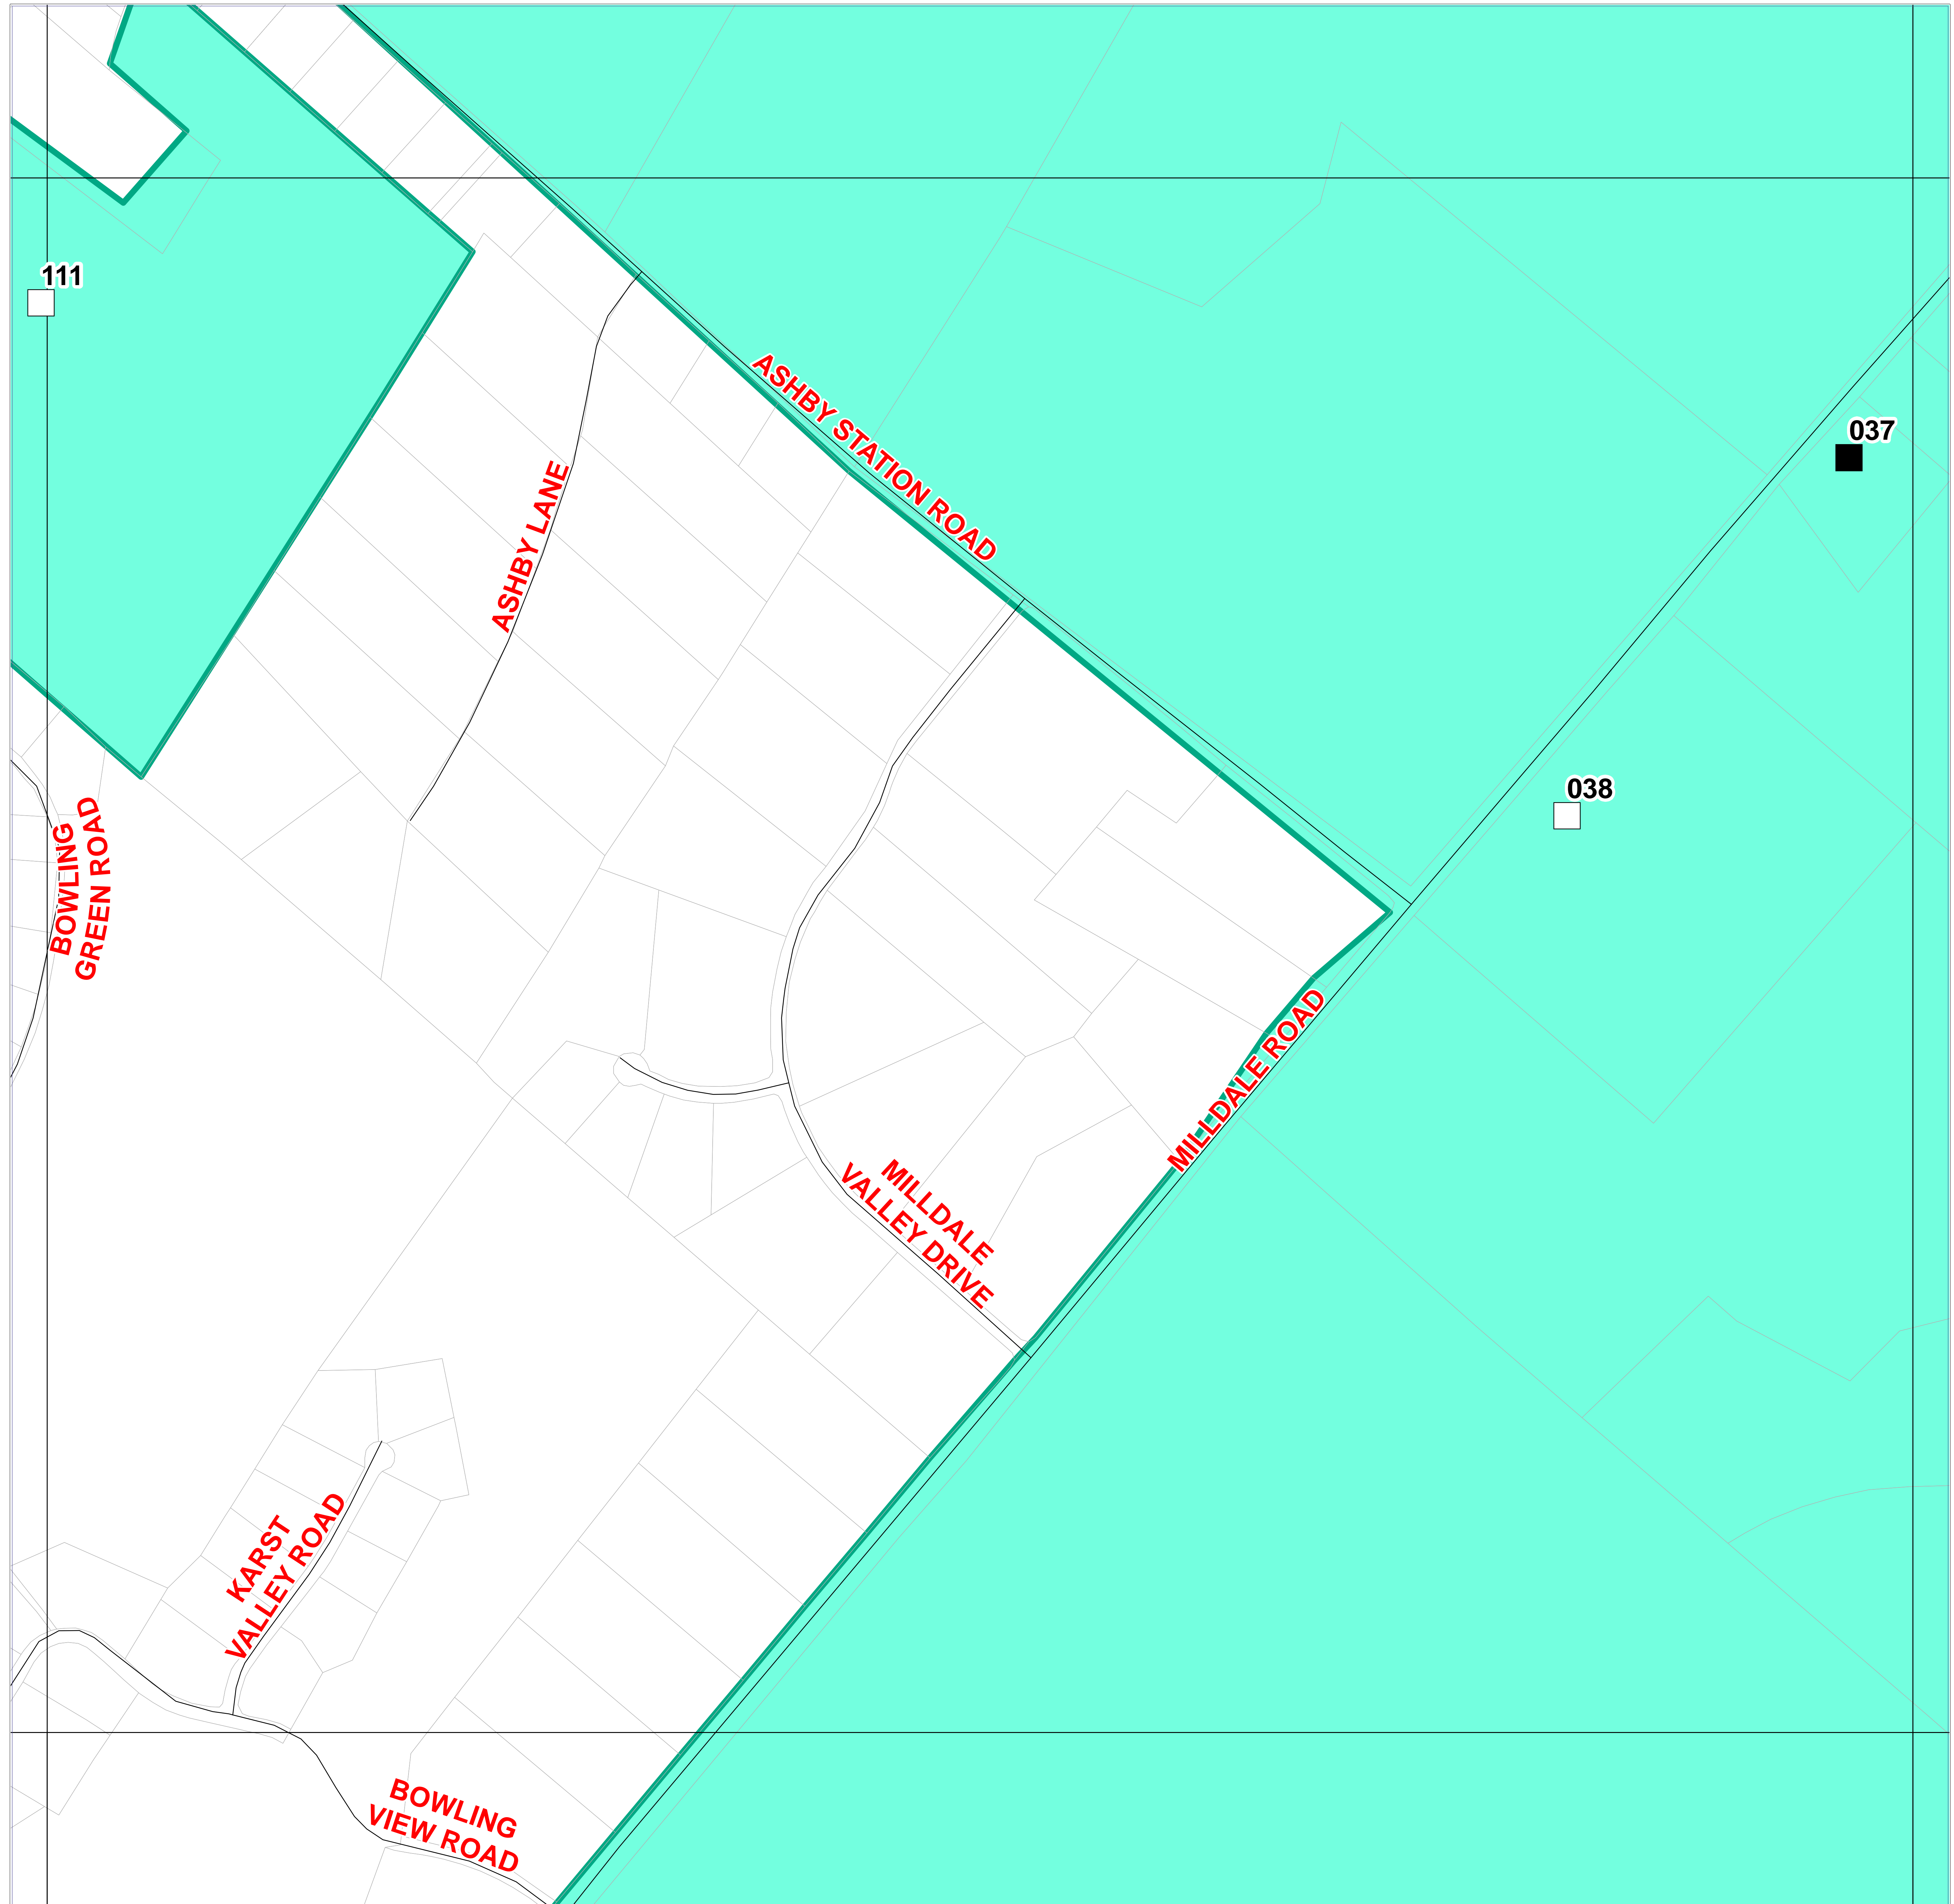 111
037
ASHBY STATION ROAD
ASHBY LANE
038
BOWLING
GREEN ROAD
MILLDALE ROAD
MILLDALE
VALLEY DRIVE
KARST
VALLEY ROAD
BOWLING
VIEW ROAD